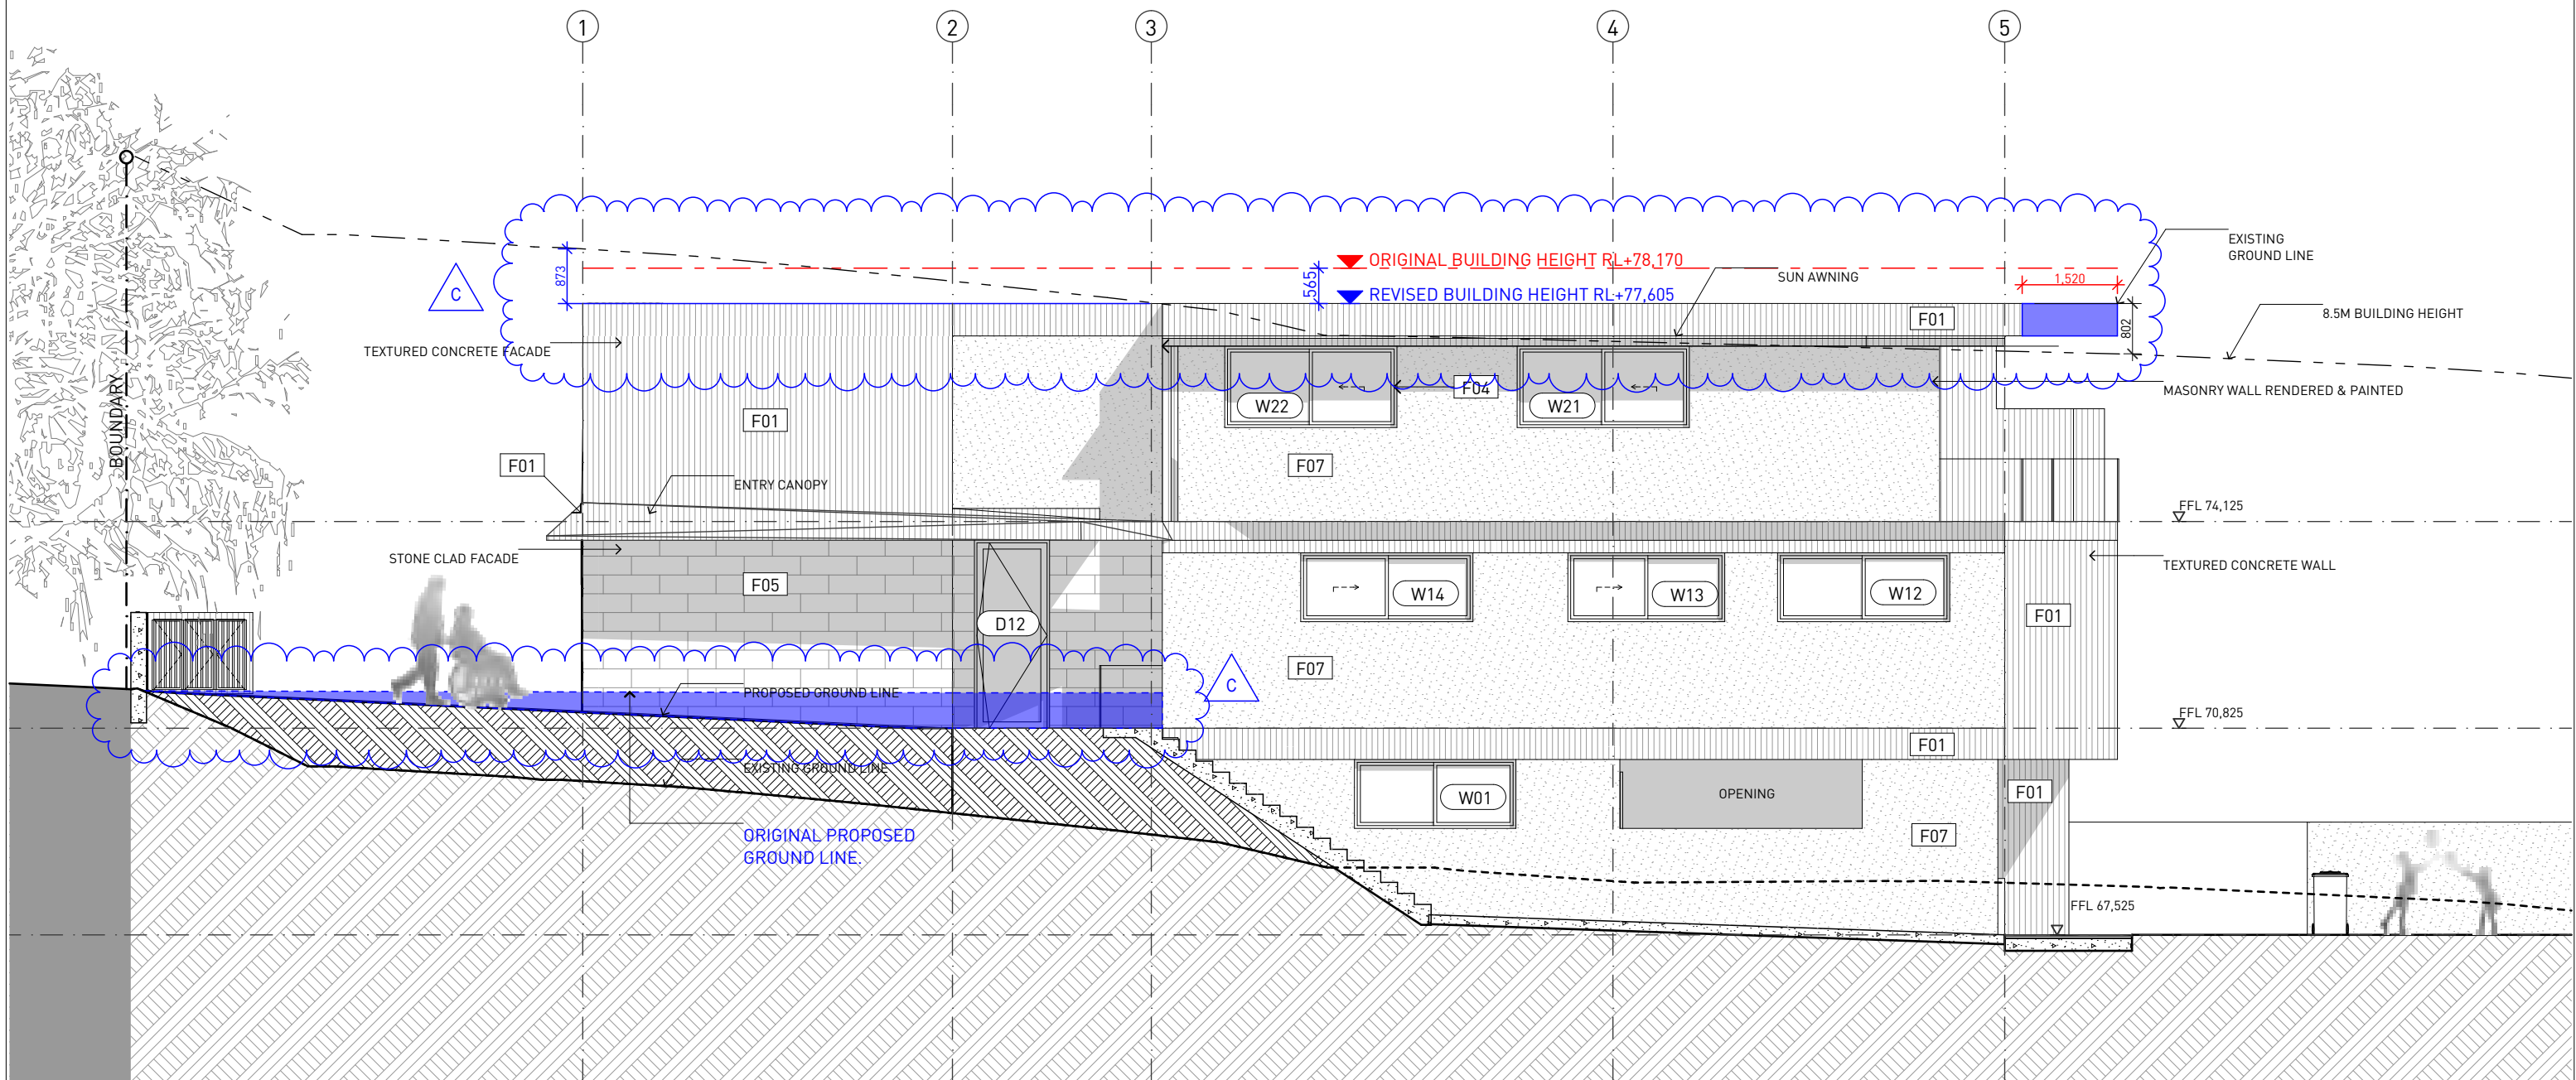 1
2
3
4
5
ORIGINAL BUILDING HEIGHT RL+78,170
REVISED BUILDING HEIGHT RL+77,605
873
565
C
SUN AWNING
EXISTING
GROUND LINE
1,520
802
8.5M BUILDING HEIGHT
F01
TEXTURED CONCRETE FACADE
BOUNDARY
F04
MASONRY WALL RENDERED & PAINTED
W22
W21
F01
F01
F07
ENTRY CANOPY
FFL 74,125
STONE CLAD FACADE
TEXTURED CONCRETE WALL
F05
W14
W13
W12
D12
F01
F07
C
PROPOSED GROUND LINE
FFL 70,825
F01
EXISTING GROUND LINE
W01
OPENING
F01
ORIGINAL PROPOSED
GROUND LINE.
F07
FFL 67,525